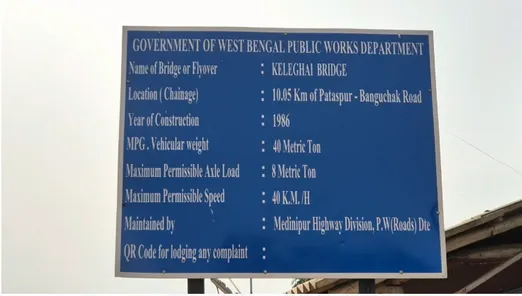 GOVERNMENT OF WEST BENGAL PUBLIC WORKS DEPARTMENT
Name of Bridge or Flyover : KELEGHAI BRIDGE
Location ( Chainage) : 10.05 Km of Pataspur - Banguchak Road
Year of Construction : 1986
MPG . Vehicular weight : 40 Metric Ton
Maximum Permissible Axle Load : 8 Metric Ton
Maximum Permissible Speed : 40 K.M. /H
Maintained by : Medinipur Highway Division, P.W(Roads) Dte
QR Code for lodging any complaint :